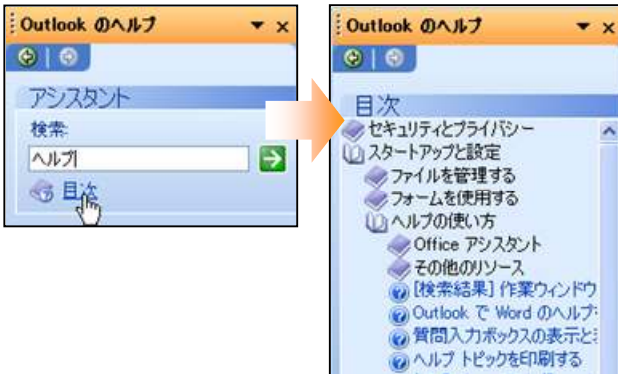 Outlook のヘルプ
アシスタント
検索:
ヘルプ
目次
Outlook のヘルプ
目次
セキュリティとプライバシー
スタートアップと設定
ファイルを管理する
フォームを使用する
ヘルプの使い方
Office アシスタント
その他のリソース
[検索結果] 作業ウィンドウ
Outlook で Word のヘルプ
質問入力ボックスの表示と
ヘルプ トピックを印刷する